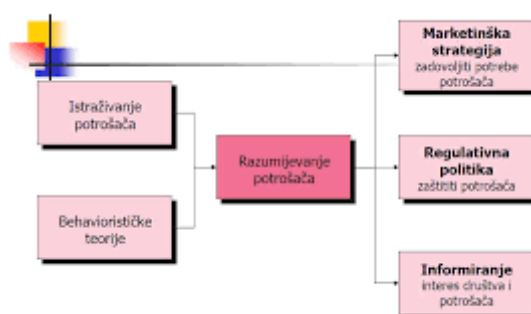 Marketinška
strategija
zadovoljiti potrebe
potrošača
Istraživanje
potrošača
Razumijevanje
potrošača
Regulativna
politika
zaštititi potrošača
Behaviorističke
teorije
Informiranje
interes društva i
potrošača